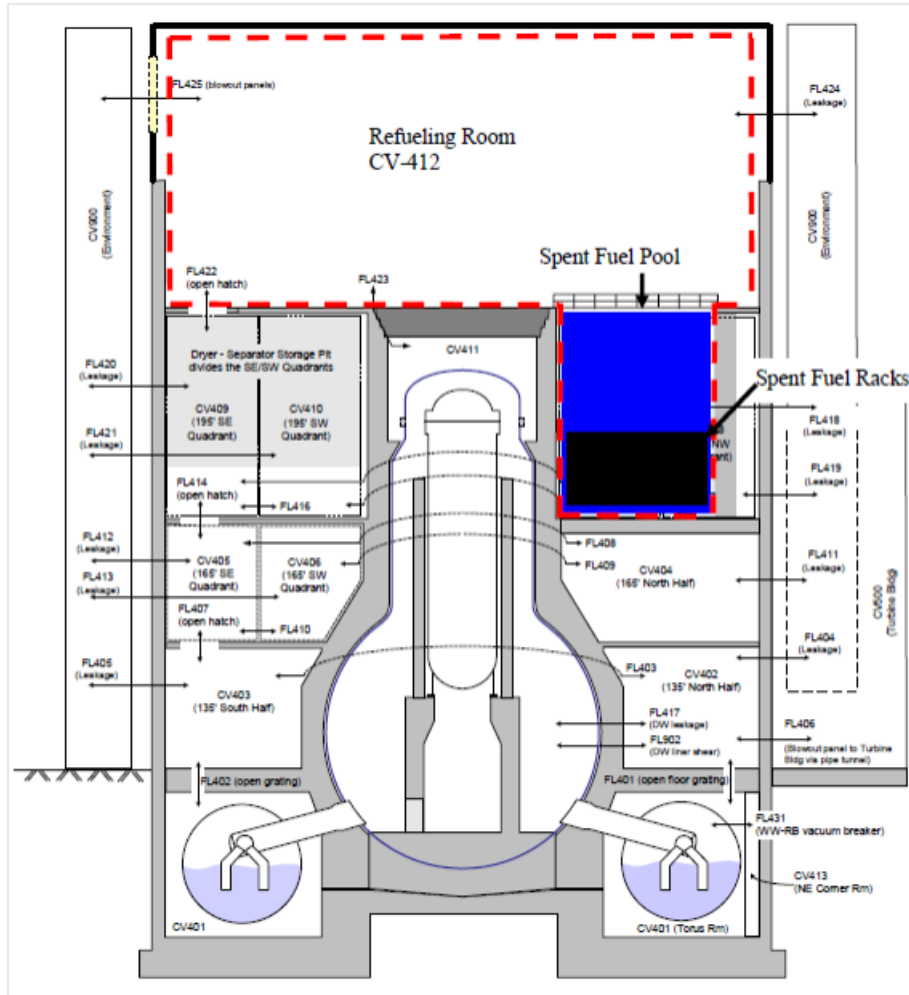 FL425 (blowout panels)
FL424
(Leakage)
Refueling Room
CV-412
CV900
(Environment)
CV900
(Environment)
Spent Fuel Pool
FL422
(open hatch)
FL423
CV411
Dryer - Separator Storage Pit
divides the SE/SW Quadrants
Spent Fuel Racks
FL420
(Leakage)
CV409
(195' SE
Quadrant)
CV410
(195' SW
Quadrant)
FL418
(Leakage)
NW
FL421
(Leakage)
FL419
(Leakage)
FL414
(open hatch)
FL416
FL412
(Leakage)
FL408
FL409
CV405
(165' SE
Quadrant)
CV406
(165' SW
Quadrant)
CV404
(165' North Half)
FL411
(Leakage)
FL413
(Leakage)
CV500
(Turbine Bldg)
FL407
(open hatch)
FL410
FL404
(Leakage)
FL405
(Leakage)
FL403
CV403
(135' South Half)
CV402
(135' North Half)
FL417
(DW leakage)
FL902
(DW liner shear)
FL406
(Blowout panel to Turbine
Bldg via pipe tunnel)
FL402 (open grating)
FL401 (open floor grating)
FL431
(WW-RB vacuum breaker)
CV413
(NE Corner Rm)
CV401
CV401 (Torus Rm)